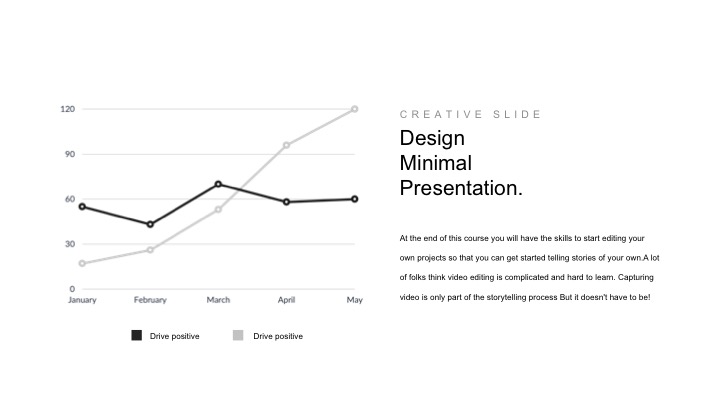 120
90
60
30
0
January February March April May
Drive positive Drive positive
CREATIVE SLIDE
Design
Minimal
Presentation.
At the end of this course you will have the skills to start editing your
own projects so that you can get started telling stories of your own.A lot
of folks think video editing is complicated and hard to learn. Capturing
video is only part of the storytelling process But it doesn't have to be!